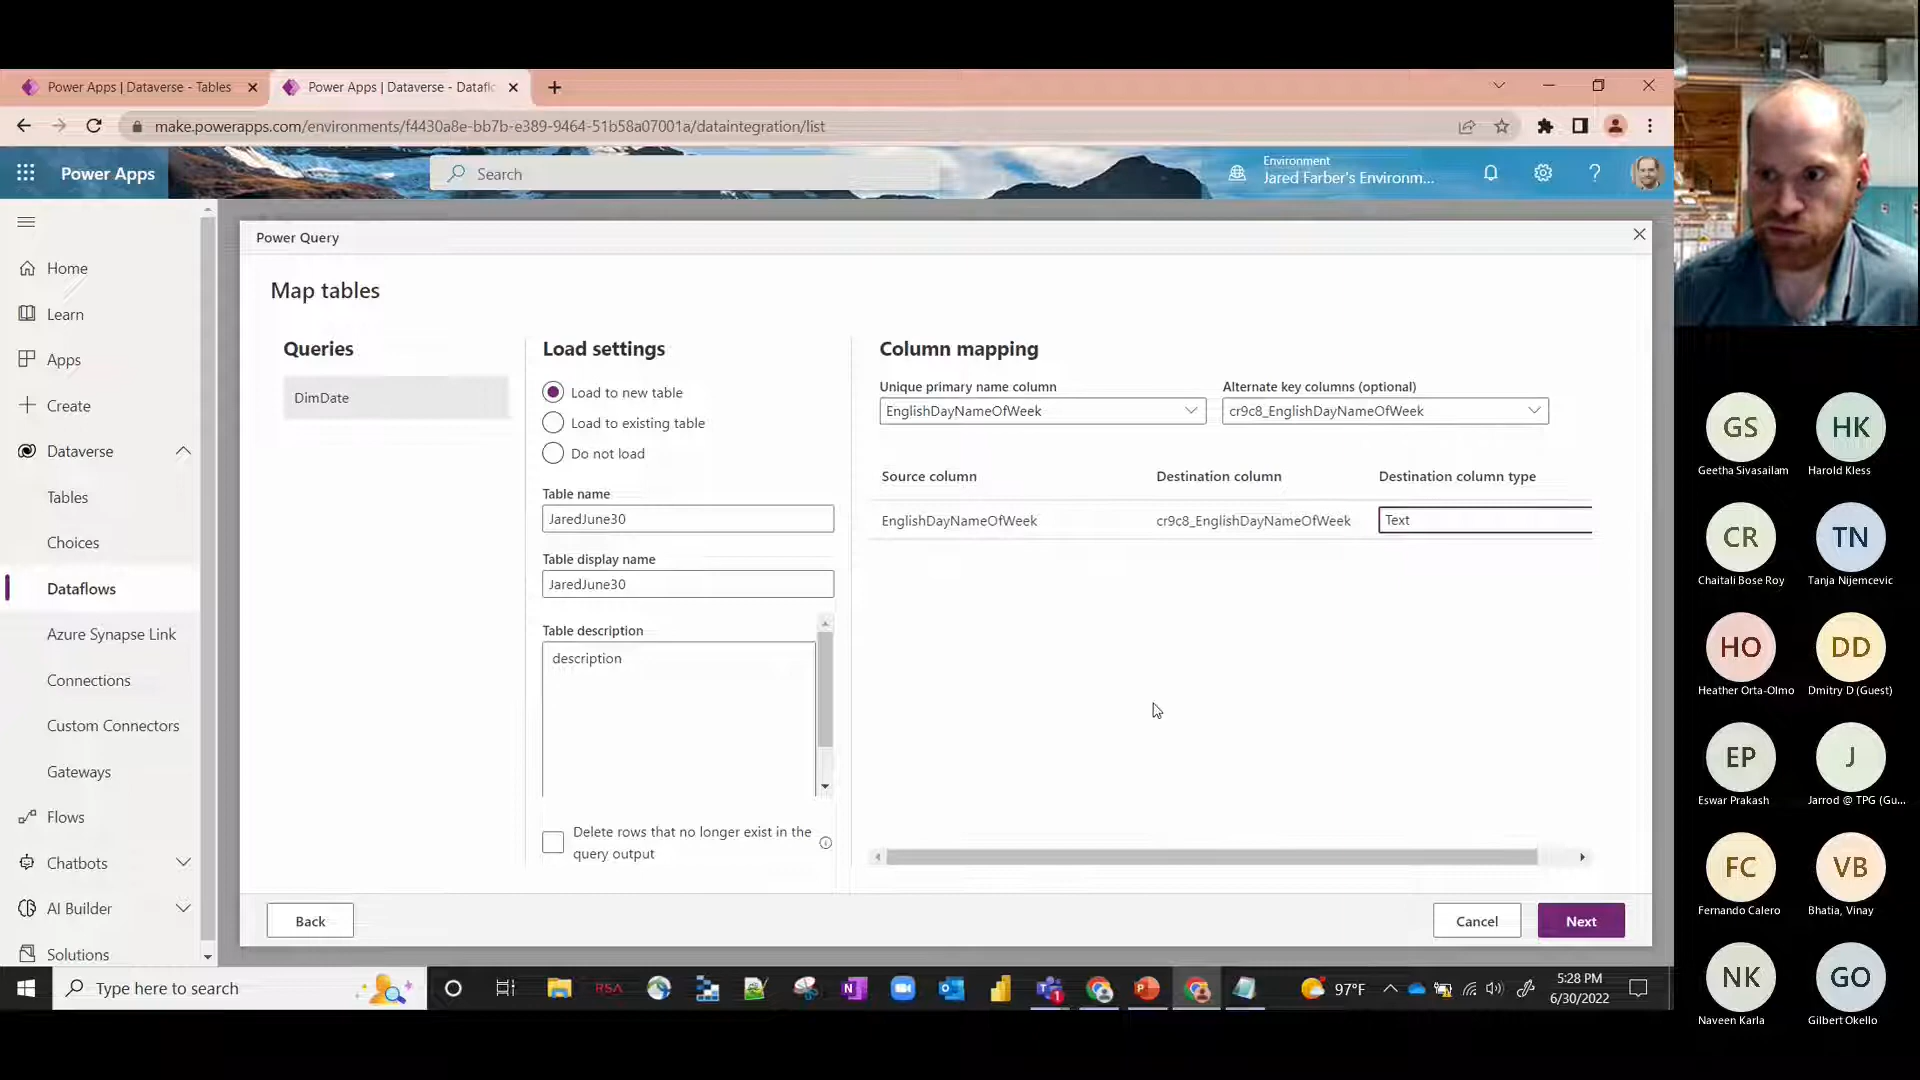 Power Apps | Dataverse - Tables
Power Apps | Dataverse - Datafl
make.powerapps.com/environments/f4430a8e-bb7b-e389-9464-51b58a07001a/dataintegration/list
Power Apps
Search
Environment
Jared Farber's Environm...
Home
Learn
Apps
Create
Dataverse
Tables
Choices
Dataflows
Azure Synapse Link
Connections
Custom Connectors
Gateways
Flows
Chatbots
AI Builder
Solutions
Power Query
Map tables
Queries
DimDate
Load settings
Load to new table
Load to existing table
Do not load
Table name
JaredJune30
Table display name
JaredJune30
Table description
description
Delete rows that no longer exist in the
query output
Column mapping
Unique primary name column
EnglishDayNameOfWeek
Alternate key columns (optional)
cr9c8_EnglishDayNameOfWeek
Source column
Destination column
Destination column type
EnglishDayNameOfWeek
cr9c8_EnglishDayNameOfWeek
Text
Back
Cancel
Next
Type here to search
RSA
97°F
5:28 PM
6/30/2022
GS
Geetha Sivasailam
HK
Harold Kless
CR
Chaitali Bose Roy
TN
Tanja Nijemcevic
HO
Heather Orta-Olmo
DD
Dmitry D (Guest)
EP
Eswar Prakash
J
Jarrod @ TPG (Gu...
FC
Fernando Calero
VB
Bhatia, Vinay
NK
Naveen Karla
GO
Gilbert Okello